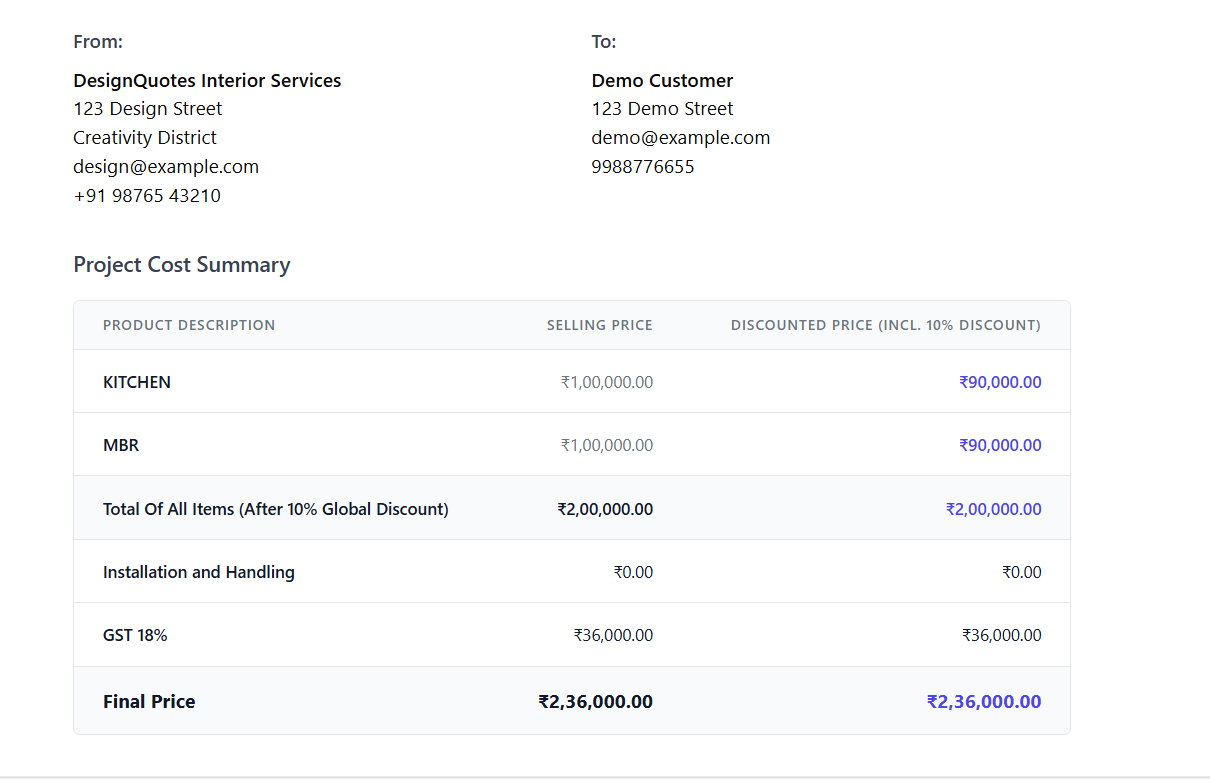 From:
DesignQuotes Interior Services
123 Design Street
Creativity District
design@example.com
+91 98765 43210
To:
Demo Customer
123 Demo Street
demo@example.com
9988776655
Project Cost Summary
PRODUCT DESCRIPTION SELLING PRICE DISCOUNTED PRICE (INCL. 10% DISCOUNT)
KITCHEN ₹1,00,000.00 ₹90,000.00
MBR ₹1,00,000.00 ₹90,000.00
Total Of All Items (After 10% Global Discount) ₹2,00,000.00 ₹2,00,000.00
Installation and Handling ₹0.00 ₹0.00
GST 18% ₹36,000.00 ₹36,000.00
Final Price ₹2,36,000.00 ₹2,36,000.00